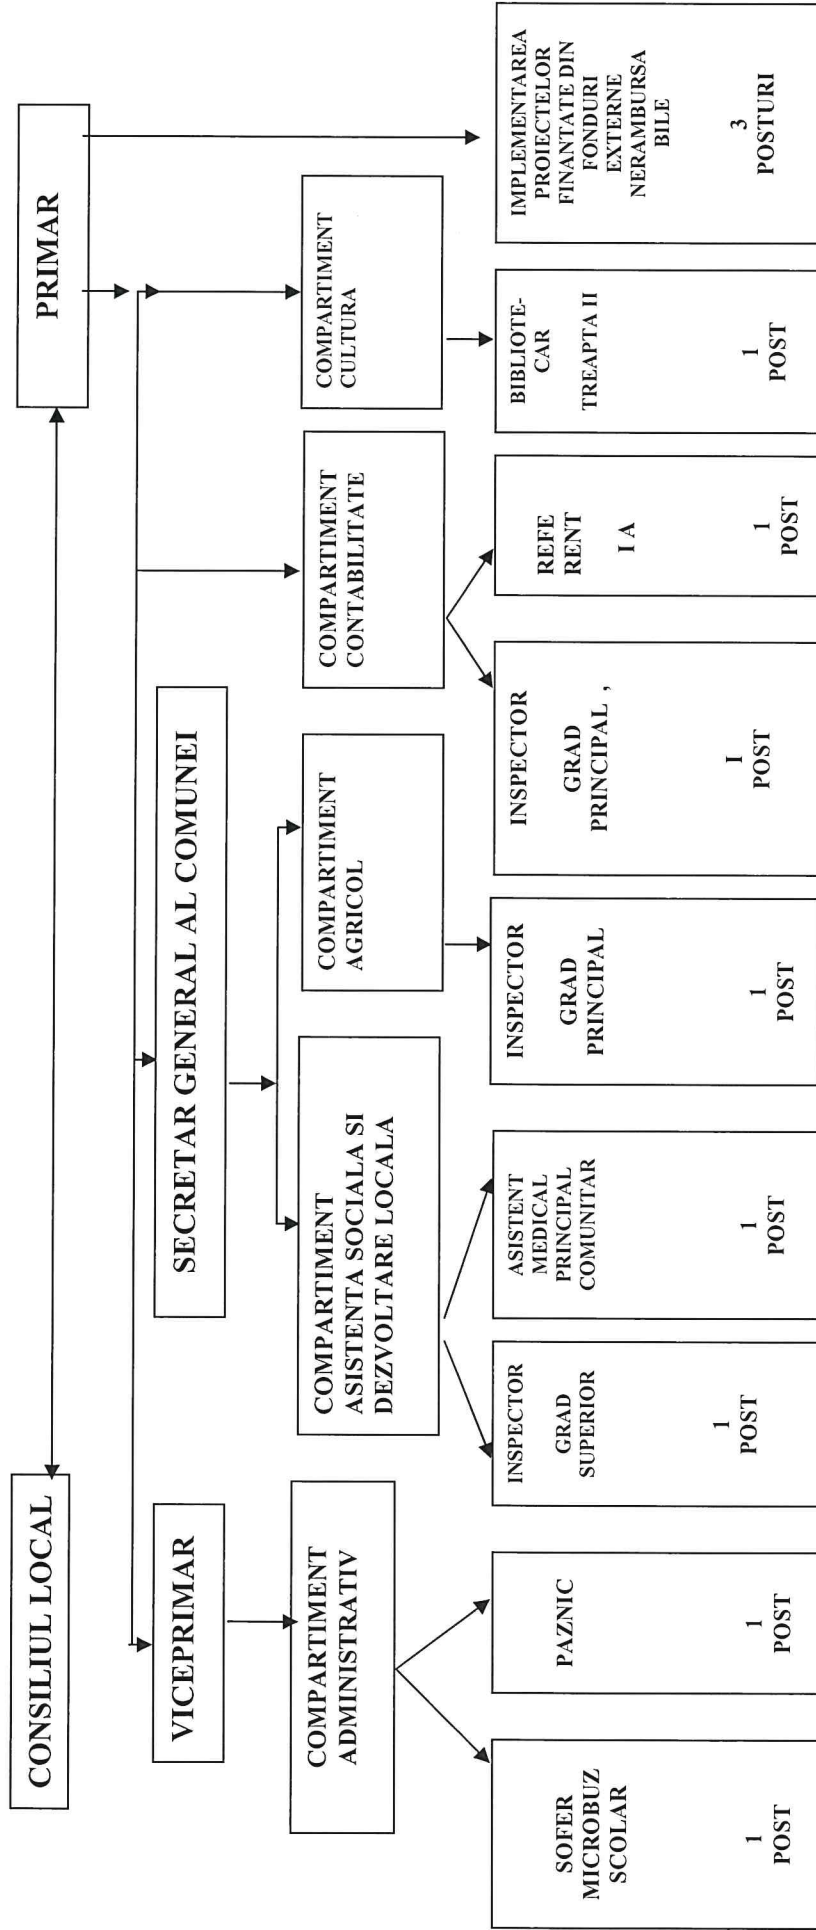 CONSILIUL LOCAL
PRIMAR
VICEPRIMAR
SECRETAR GENERAL AL COMUNEI
COMPARTIMENT
ADMINISTRATIV
COMPARTIMENT
ASISTENTA SOCIALA SI
DEZVOLTARE LOCALA
COMPARTIMENT
AGRICOL
COMPARTIMENT
CONTABILITATE
COMPARTIMENT
CULTURA
SOFER
MICROBUZ
SCOLAR
1
POST
PAZNIC
1
POST
INSPECTOR
GRAD
SUPERIOR
1
POST
ASISTENT
MEDICAL
PRINCIPAL
COMUNITAR
1
POST
INSPECTOR
GRAD
PRINCIPAL
1
POST
INSPECTOR
GRAD
PRINCIPAL ,
I
POST
REFE
RENT
I A
1
POST
BIBLIOTE-
CAR
TREAPTA II
1
POST
IMPLEMENTAREA
PROIECTELOR
FINANTATE DIN
FONDURI
EXTERNE
NERAMBURSA
BILE
3
POSTURI